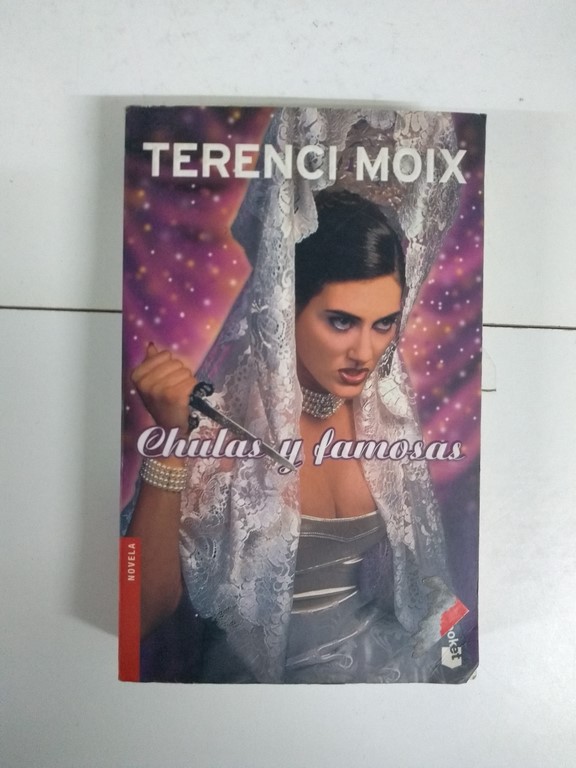 TERENCI MOIX
Chulas y famosas
NOVELA